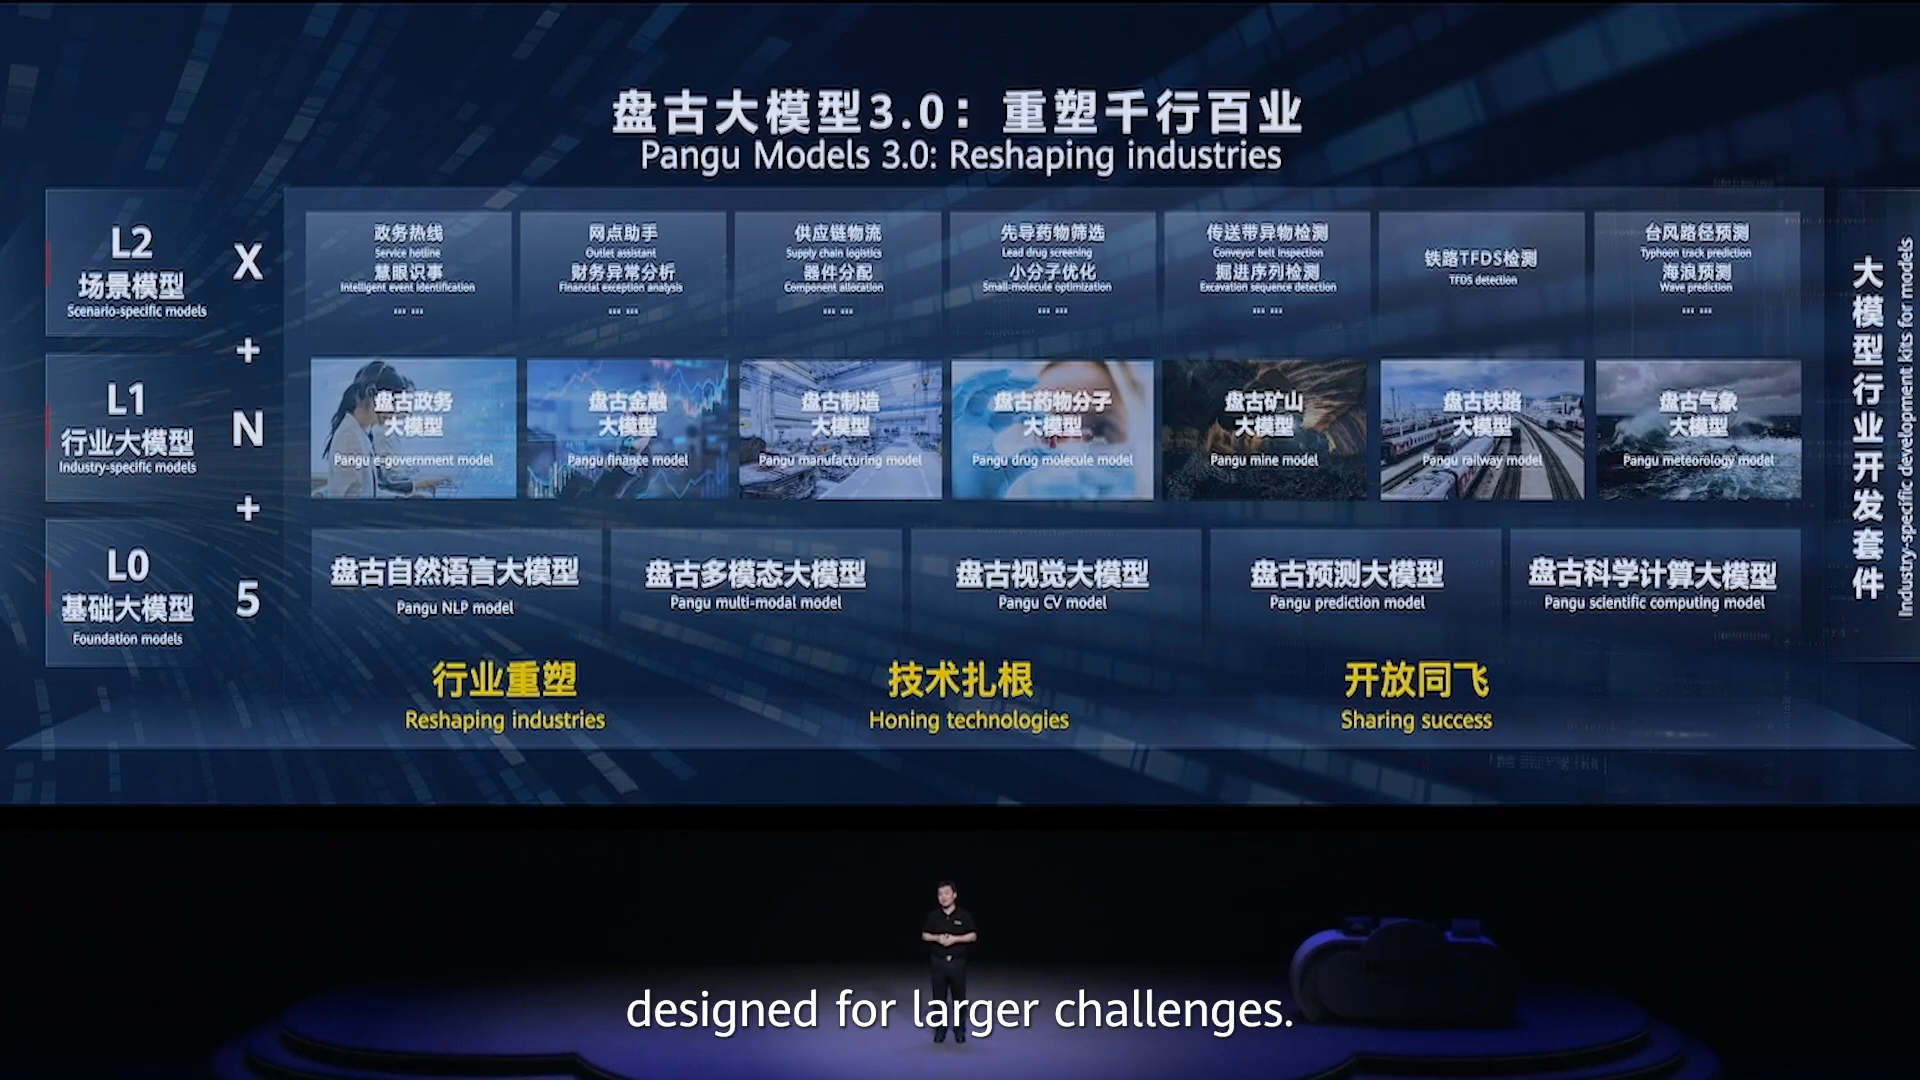 盘古大模型3.0：重塑千行百业
Pangu Models 3.0: Reshaping industries
L2
场景模型
Scenario-specific models
X
政务热线
Service hotline
慧眼识事
Intelligent event identification
... ...
网点助手
Outlet assistant
财务异常分析
Financial exception analysis
... ...
供应链物流
Supply chain logistics
器件分配
Component allocation
... ...
先导药物筛选
Lead drug screening
小分子优化
Small-molecule optimization
... ...
传送带异物检测
Conveyor belt inspection
掘进序列检测
Excavation sequence detection
... ...
铁路TFDS检测
TFDS detection
台风路径预测
Typhoon track prediction
海浪预测
Wave prediction
... ...
+
L1
行业大模型
Industry-specific models
N
盘古政务
大模型
Pangu e-government model
盘古金融
大模型
Pangu finance model
盘古制造
大模型
Pangu manufacturing model
盘古药物分子
大模型
Pangu drug molecule model
盘古矿山
大模型
Pangu mine model
盘古铁路
大模型
Pangu railway model
盘古气象
大模型
Pangu meteorology model
+
L0
基础大模型
Foundation models
5
盘古自然语言大模型
Pangu NLP model
盘古多模态大模型
Pangu multi-modal model
盘古视觉大模型
Pangu CV model
盘古预测大模型
Pangu prediction model
盘古科学计算大模型
Pangu scientific computing model
大模型行业开发套件
Industry-specific development kits for models
行业重塑
Reshaping industries
技术扎根
Honing technologies
开放同飞
Sharing success
designed for larger challenges.